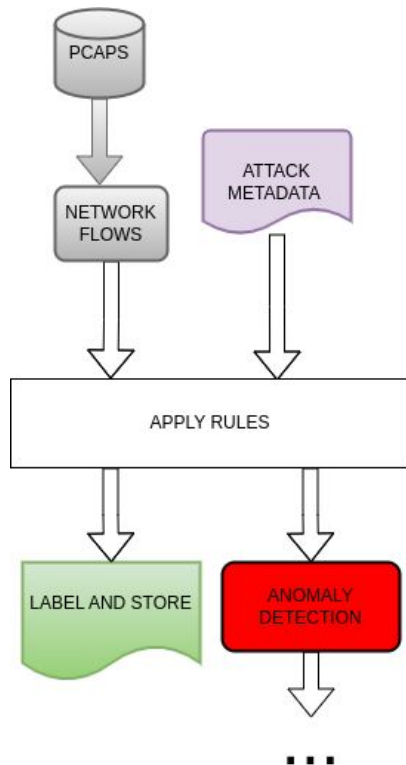 PCAPS
ATTACK
METADATA
NETWORK
FLOWS
APPLY RULES
LABEL AND STORE
ANOMALY
DETECTION
...